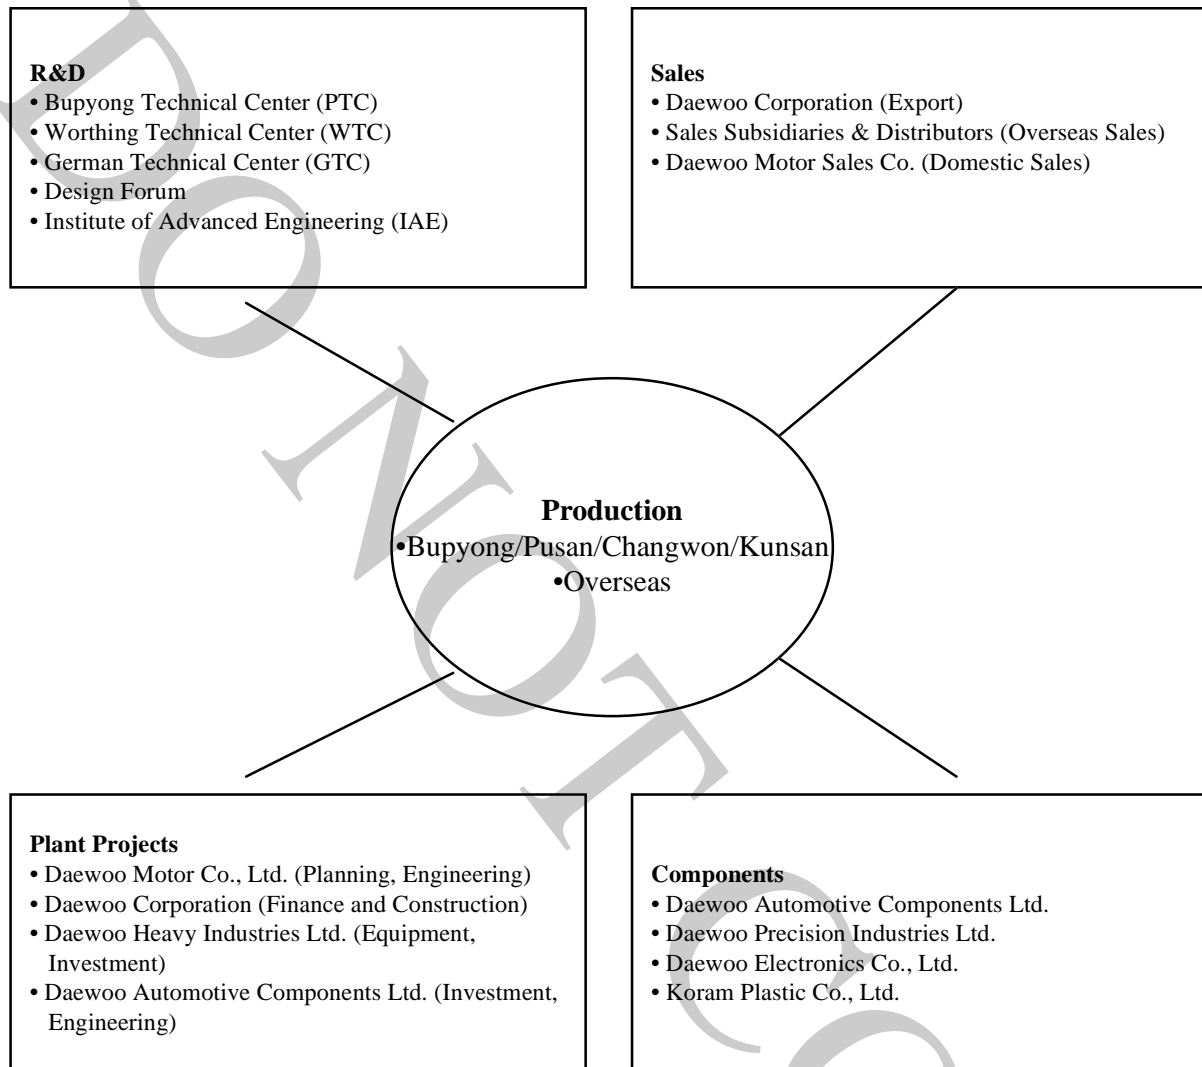 R&D
• Bupyong Technical Center (PTC)
• Worthing Technical Center (WTC)
• German Technical Center (GTC)
• Design Forum
• Institute of Advanced Engineering (IAE)
Sales
• Daewoo Corporation (Export)
• Sales Subsidiaries & Distributors (Overseas Sales)
• Daewoo Motor Sales Co. (Domestic Sales)
Production
•Bupyong/Pusan/Changwon/Kunsan
•Overseas
Plant Projects
• Daewoo Motor Co., Ltd. (Planning, Engineering)
• Daewoo Corporation (Finance and Construction)
• Daewoo Heavy Industries Ltd. (Equipment,
Investment)
• Daewoo Automotive Components Ltd. (Investment,
Engineering)
Components
• Daewoo Automotive Components Ltd.
• Daewoo Precision Industries Ltd.
• Daewoo Electronics Co., Ltd.
• Koram Plastic Co., Ltd.
DO NOT CO